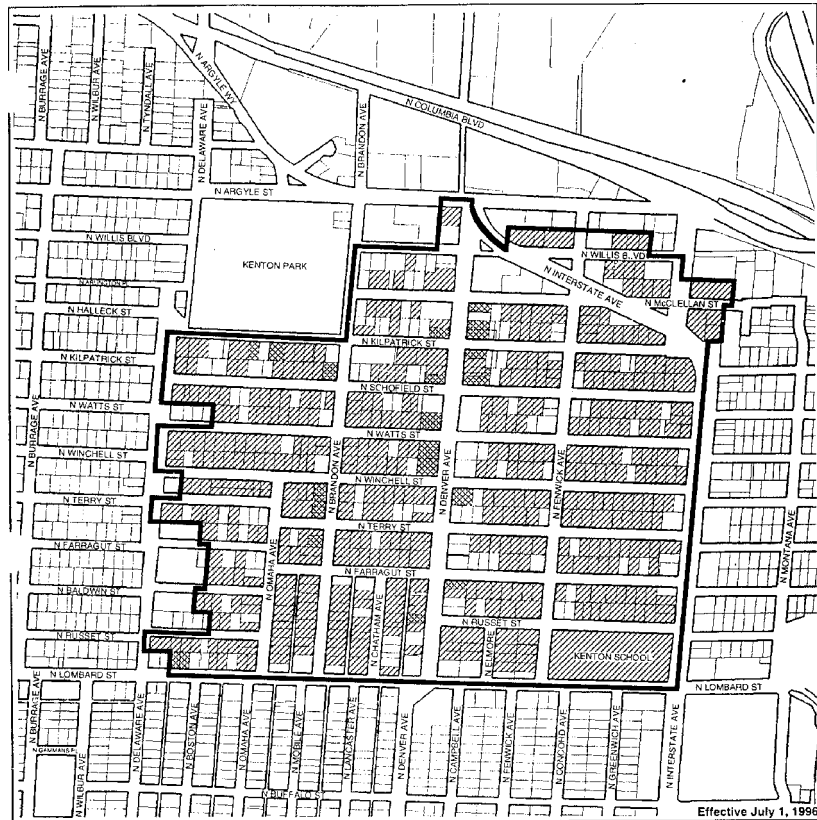 N BURRAGE AVE
N WILBUR AVE
N TYNDALL AVE
N DELAWARE AVE
N ARGYLE WY
N BRANDON AVE
N COLUMBIA BLVD
N ARGYLE ST
N WILLIS BLVD
KENTON PARK
N WILLIS B..VD
N INTERSTATE AVE
N McCLELLAN ST
N HALLECK ST
N KILPATRICK ST
N KILPATRICK ST
N SCHOFIELD ST
N WATTS ST
N WATTS ST
N BURRAGE AVE
N WINCHELL ST
N WINCHELL ST
N BRANDON AVE
N DENVER AVE
N FENWICK AVE
N TERRY ST
N TERRY ST
N OMAHA AVE
N FARRAGUT ST
N FARRAGUT ST
N MONTANA AVE
N BALDWIN ST
N CHATHAM AVE
N RUSSET ST
N RUSSET ST
N ELMORE
KENTON SCHOOL
N LOMBARD ST
N LOMBARD ST
N BURRAGE AVE
N WILBUR AVE
N DELAWARE AVE
N BOSTON AVE
N OMAHA AVE
N MOBILE AVE
N LANCASTER AVE
N DENVER AVE
N CAMPBELL AVE
N FENWICK AVE
N CONCORD AVE
N GREENWICH AVE
N INTERSTATE AVE
N BUFFALO ST
Effective July 1, 1996